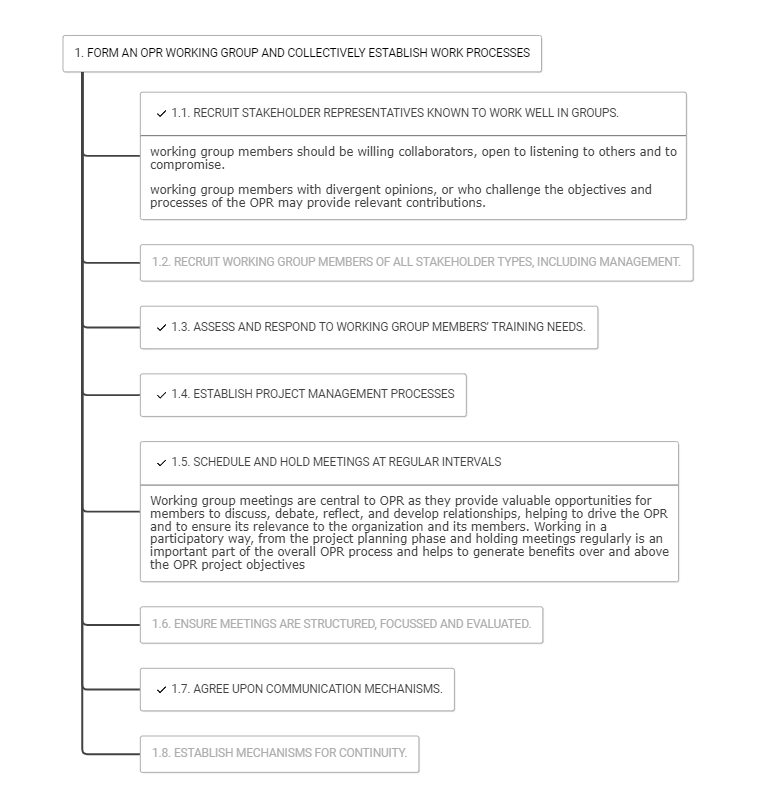 1. FORM AN OPR WORKING GROUP AND COLLECTIVELY ESTABLISH WORK PROCESSES
✓ 1.1. RECRUIT STAKEHOLDER REPRESENTATIVES KNOWN TO WORK WELL IN GROUPS.
working group members should be willing collaborators, open to listening to others and to
compromise.
working group members with divergent opinions, or who challenge the objectives and
processes of the OPR may provide relevant contributions.
1.2. RECRUIT WORKING GROUP MEMBERS OF ALL STAKEHOLDER TYPES, INCLUDING MANAGEMENT.
✓ 1.3. ASSESS AND RESPOND TO WORKING GROUP MEMBERS' TRAINING NEEDS.
✓ 1.4. ESTABLISH PROJECT MANAGEMENT PROCESSES
✓ 1.5. SCHEDULE AND HOLD MEETINGS AT REGULAR INTERVALS
Working group meetings are central to OPR as they provide valuable opportunities for
members to discuss, debate, reflect, and develop relationships, helping to drive the OPR
and to ensure its relevance to the organization and its members. Working in a
participatory way, from the project planning phase and holding meetings regularly is an
important part of the overall OPR process and helps to generate benefits over and above
the OPR project objectives
1.6. ENSURE MEETINGS ARE STRUCTURED, FOCUSSED AND EVALUATED.
✓ 1.7. AGREE UPON COMMUNICATION MECHANISMS.
1.8. ESTABLISH MECHANISMS FOR CONTINUITY.